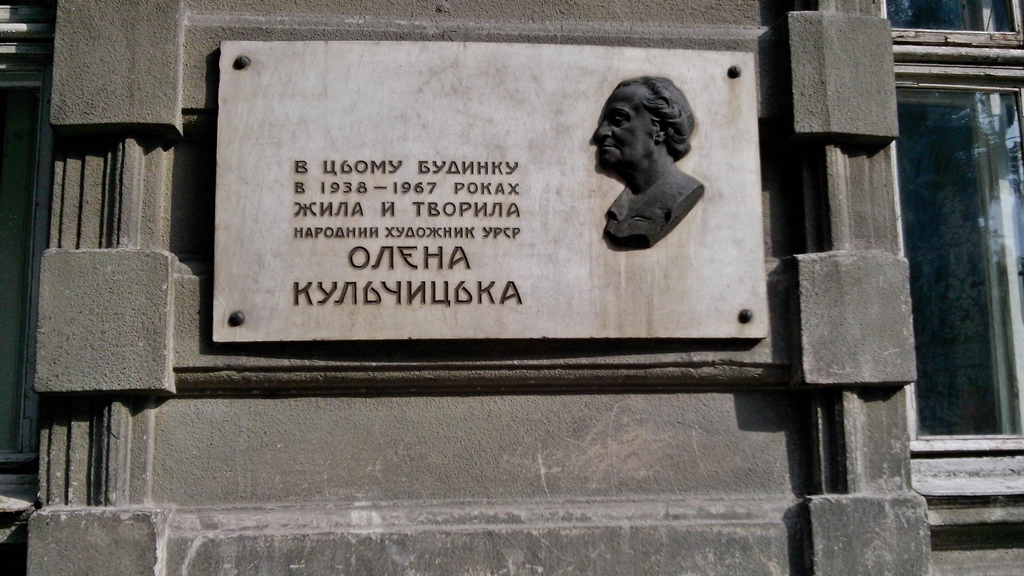 В ЦЬОМУ БУДИНКУ
В 1938–1967 РОКАХ
ЖИЛА Й ТВОРИЛА
НАРОДНИЙ ХУДОЖНИК УРСР
ОЛЕНА
КУЛЬЧИЦЬКА